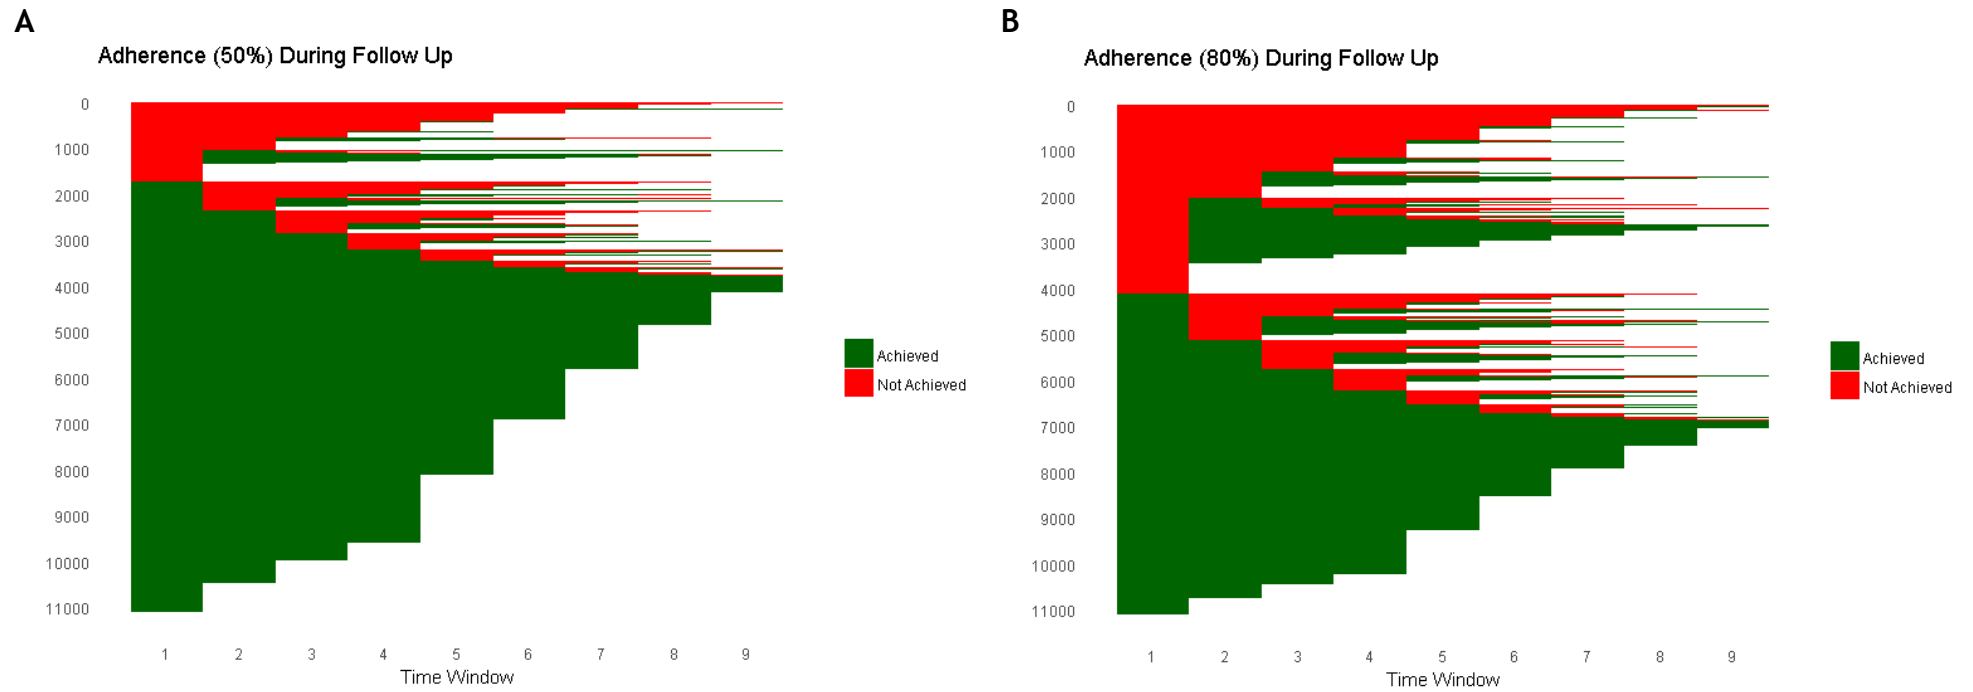 A
Adherence (50%) During Follow Up
0
1000
2000
3000
4000
5000
6000
7000
8000
9000
10000
11000
1 2 3 4 5 6 7 8 9
Time Window
Achieved
Not Achieved
B
Adherence (80%) During Follow Up
0
1000
2000
3000
4000
5000
6000
7000
8000
9000
10000
11000
1 2 3 4 5 6 7 8 9
Time Window
Achieved
Not Achieved